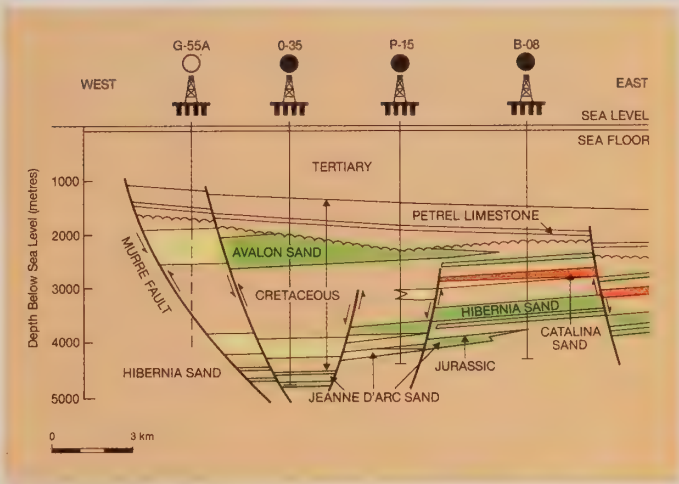 G-55A
0-35
P-15
B-08
WEST
EAST
SEA LEVEL
SEA FLOOR
TERTIARY
Depth Below Sea Level (metres)
1000
2000
3000
4000
5000
PETREL LIMESTONE
MURRE FAULT
AVALON SAND
CRETACEOUS
HIBERNIA SAND
CATALINA
SAND
HIBERNIA SAND
JURASSIC
JEANNE D'ARC SAND
0
3 km